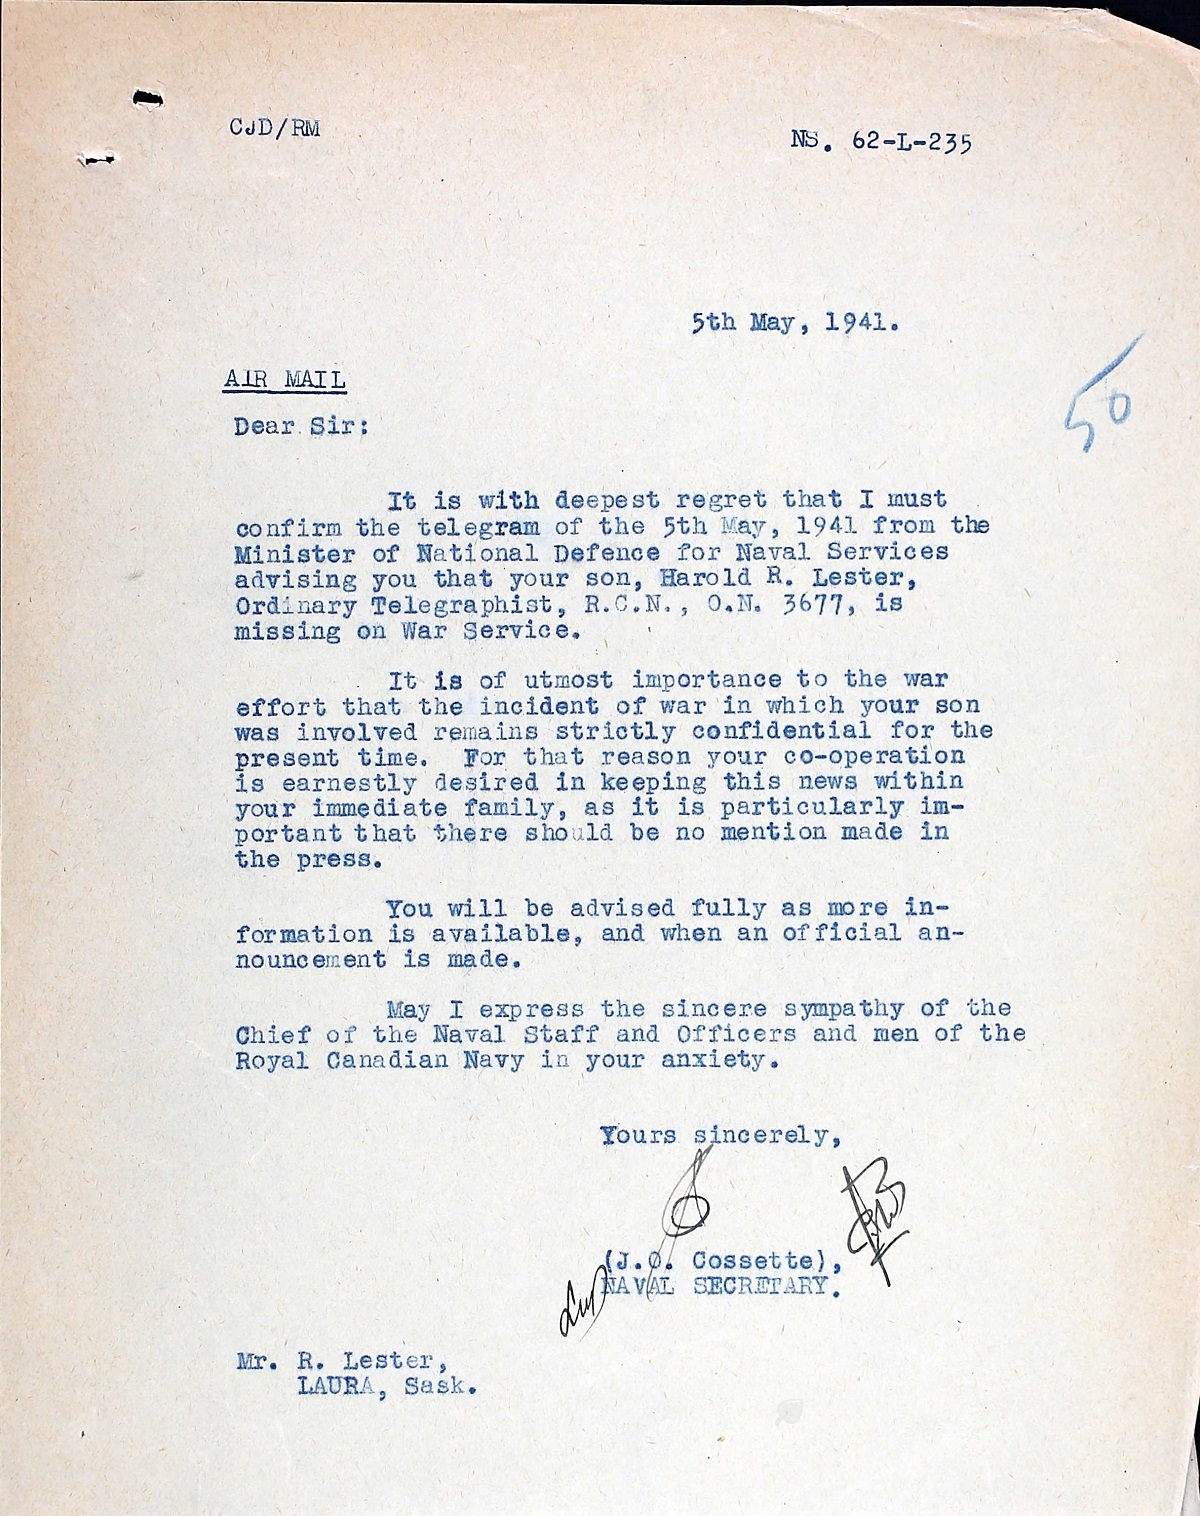 CJD/RM
NS. 62-L-235
5th May, 1941.
50
AIR MAIL
Dear Sir:
It is with deepest regret that I must
confirm the telegram of the 5th May, 1941 from the
Minister of National Defence for Naval Services
advising you that your son, Harold R. Lester,
Ordinary Telegraphist, R.C.N., O.N. 3677, is
missing on War Service.
It is of utmost importance to the war
effort that the incident of war in which your son
was involved remains strictly confidential for the
present time. For that reason your co-operation
is earnestly desired in keeping this news within
your immediate family, as it is particularly im-
portant that there should be no mention made in
the press.
You will be advised fully as more in-
formation is available, and when an official an-
nouncement is made.
May I express the sincere sympathy of the
Chief of the Naval Staff and Officers and men of the
Royal Canadian Navy in your anxiety.
Yours sincerely,
(J.O. Cossette),
NAVAL SECRETARY.
Mr. R. Lester,
LAURA, Sask.